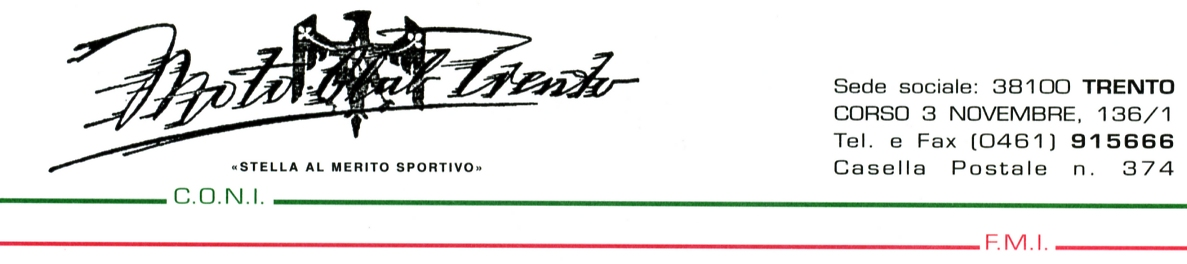 Moto Club Trento
«STELLA AL MERITO SPORTIVO»
Sede sociale: 38100 TRENTO
CORSO 3 NOVEMBRE, 136/1
Tel. e Fax (0461) 915666
Casella Postale n. 374
C.O.N.I.
F.M.I.